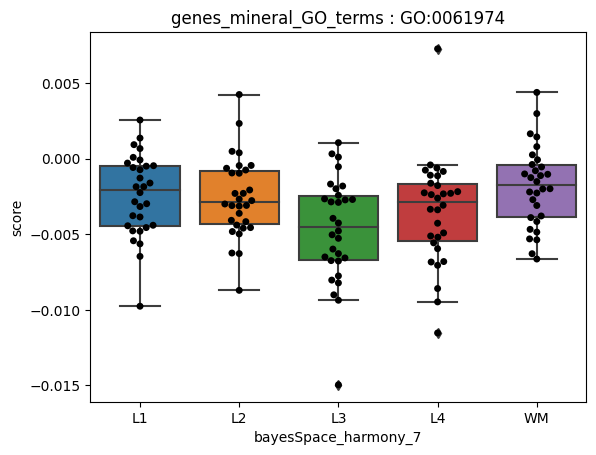 genes_mineral_GO_terms : GO:0061974
0.005
0.000
−0.005
−0.010
−0.015
score
L1 L2 L3 L4 WM
bayesSpace_harmony_7